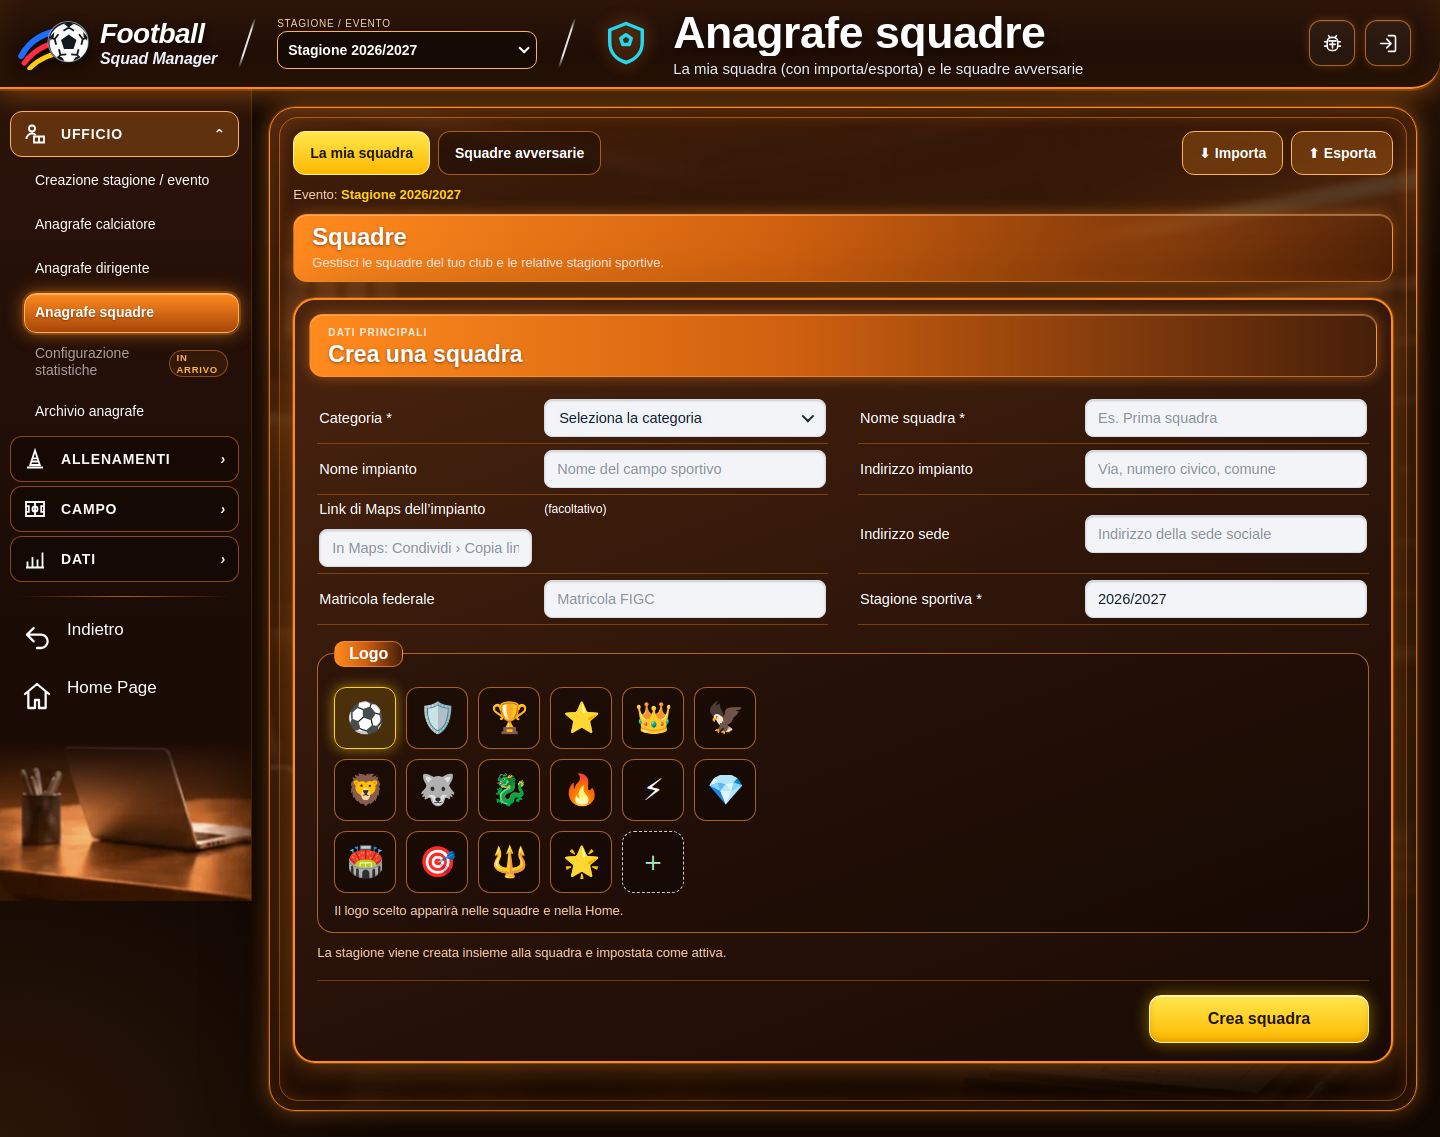 Football
Squad Manager
STAGIONE / EVENTO
Stagione 2026/2027
Anagrafe squadre
La mia squadra (con importa/esporta) e le squadre avversarie
UFFICIO
Creazione stagione / evento
Anagrafe calciatore
Anagrafe dirigente
Anagrafe squadre
Configurazione
statistiche
IN
ARRIVO
Archivio anagrafe
ALLENAMENTI
CAMPO
DATI
Indietro
Home Page
La mia squadra
Squadre avversarie
⬇ Importa
⬆ Esporta
Evento: Stagione 2026/2027
Squadre
Gestisci le squadre del tuo club e le relative stagioni sportive.
DATI PRINCIPALI
Crea una squadra
Categoria *
Seleziona la categoria
Nome squadra *
Es. Prima squadra
Nome impianto
Nome del campo sportivo
Indirizzo impianto
Via, numero civico, comune
Link di Maps dell’impianto
(facoltativo)
In Maps: Condividi › Copia lin
Indirizzo sede
Indirizzo della sede sociale
Matricola federale
Matricola FIGC
Stagione sportiva *
2026/2027
Logo
+
Il logo scelto apparirà nelle squadre e nella Home.
La stagione viene creata insieme alla squadra e impostata come attiva.
Crea squadra